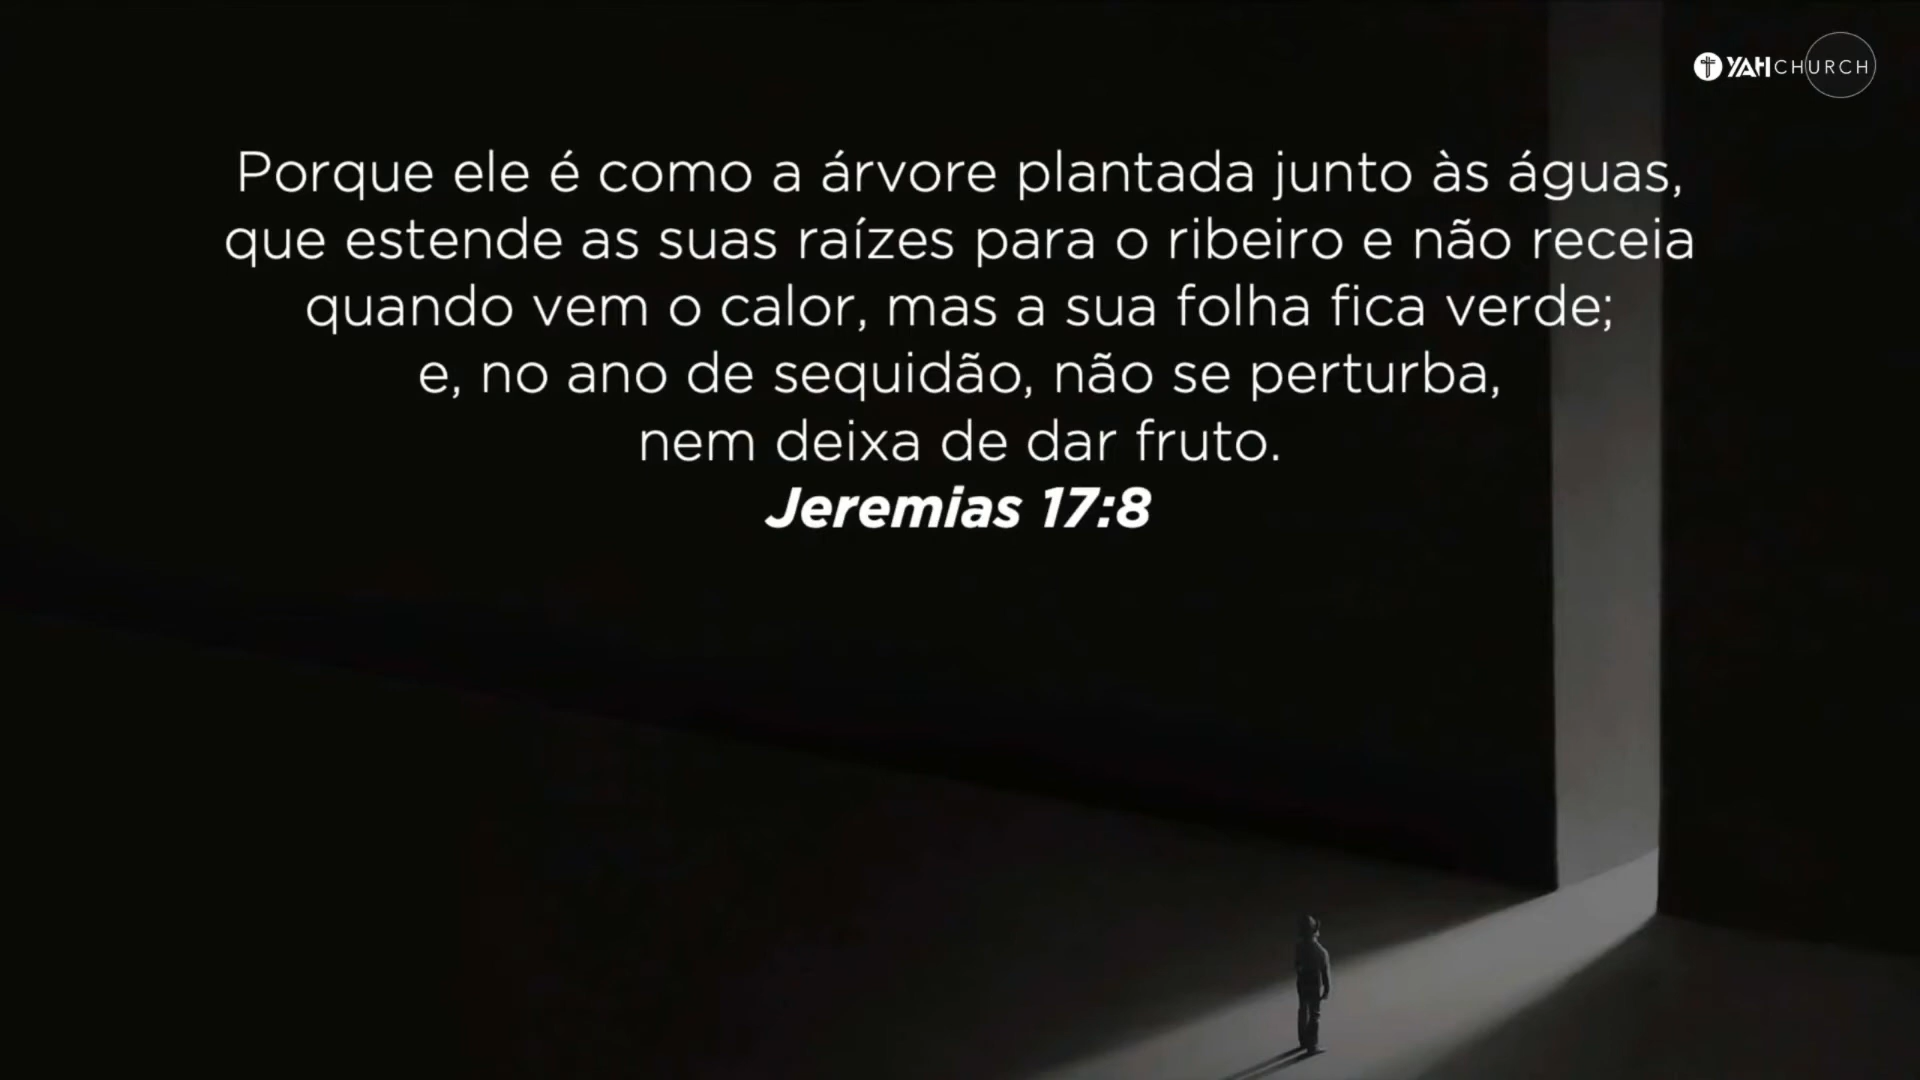 YAH CHURCH
Porque ele é como a árvore plantada junto às águas,
que estende as suas raízes para o ribeiro e não receia
quando vem o calor, mas a sua folha fica verde;
e, no ano de sequidão, não se perturba,
nem deixa de dar fruto.
Jeremias 17:8